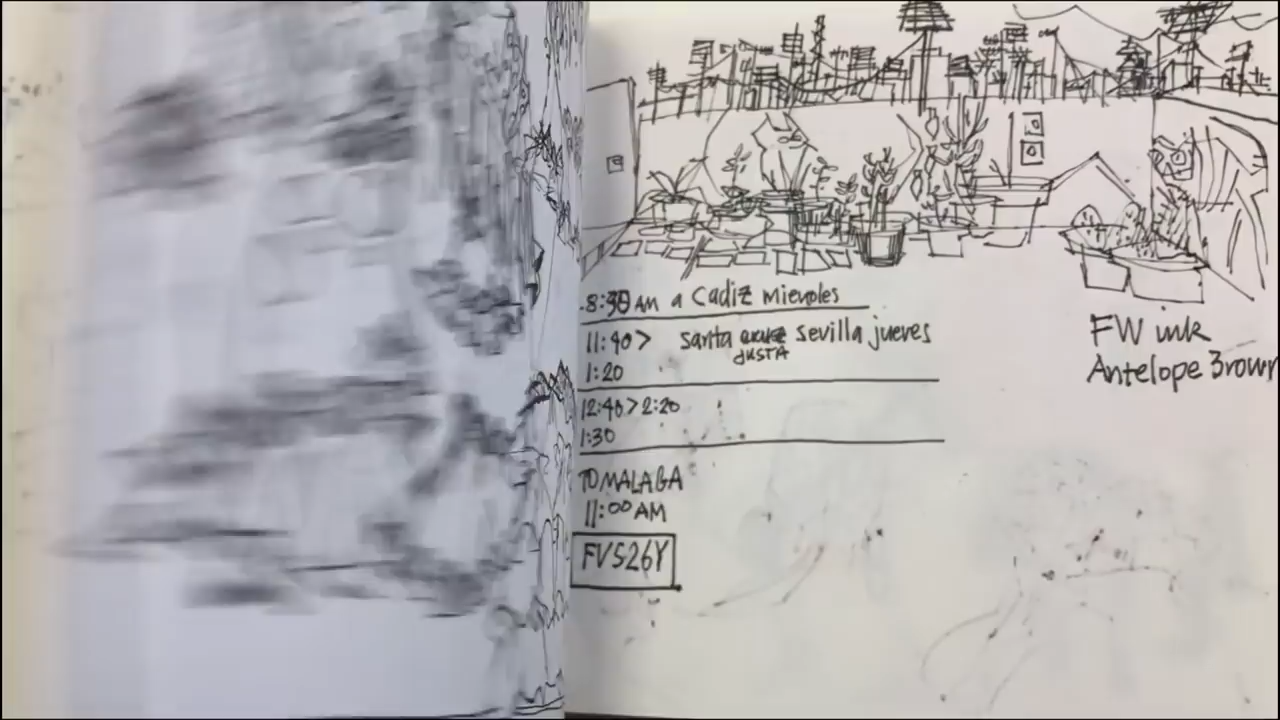 8:30 AM a Cadiz Mierroles
11:40 > santa sevilla jueves
JUSTA
1:20
12:40 > 2:20
1:30
TO MALAGA
11:00 AM
FVS26Y
FW ink
Antelope Brown